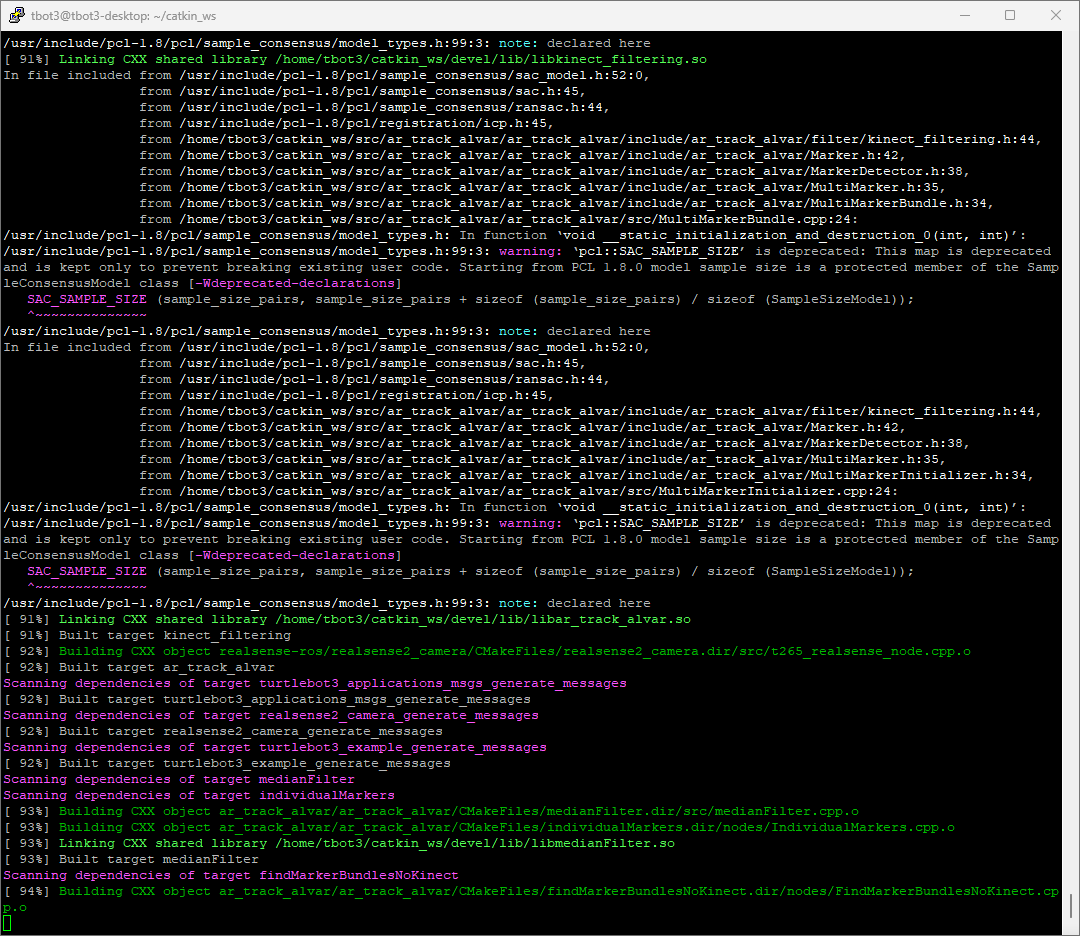 tbot3@tbot3-desktop: ~/catkin_ws
/usr/include/pcl-1.8/pcl/sample_consensus/model_types.h:99:3: note: declared here
[ 91%] Linking CXX shared library /home/tbot3/catkin_ws/devel/lib/libkinect_filtering.so
In file included from /usr/include/pcl-1.8/pcl/sample_consensus/sac_model.h:52:0,
from /usr/include/pcl-1.8/pcl/sample_consensus/sac.h:45,
from /usr/include/pcl-1.8/pcl/sample_consensus/ransac.h:44,
from /usr/include/pcl-1.8/pcl/registration/icp.h:45,
from /home/tbot3/catkin_ws/src/ar_track_alvar/ar_track_alvar/include/ar_track_alvar/filter/kinect_filtering.h:44,
from /home/tbot3/catkin_ws/src/ar_track_alvar/ar_track_alvar/include/ar_track_alvar/Marker.h:42,
from /home/tbot3/catkin_ws/src/ar_track_alvar/ar_track_alvar/include/ar_track_alvar/MarkerDetector.h:38,
from /home/tbot3/catkin_ws/src/ar_track_alvar/ar_track_alvar/include/ar_track_alvar/MultiMarker.h:35,
from /home/tbot3/catkin_ws/src/ar_track_alvar/ar_track_alvar/include/ar_track_alvar/MultiMarkerBundle.h:34,
from /home/tbot3/catkin_ws/src/ar_track_alvar/ar_track_alvar/src/MultiMarkerBundle.cpp:24:
/usr/include/pcl-1.8/pcl/sample_consensus/model_types.h: In function ‘void __static_initialization_and_destruction_0(int, int)’:
/usr/include/pcl-1.8/pcl/sample_consensus/model_types.h:99:3: warning: ‘pcl::SAC_SAMPLE_SIZE’ is deprecated: This map is deprecated
and is kept only to prevent breaking existing user code. Starting from PCL 1.8.0 model sample size is a protected member of the Samp
leConsensusModel class [-Wdeprecated-declarations]
SAC_SAMPLE_SIZE (sample_size_pairs, sample_size_pairs + sizeof (sample_size_pairs) / sizeof (SampleSizeModel));
^~~~~~~~~~~~~~~
/usr/include/pcl-1.8/pcl/sample_consensus/model_types.h:99:3: note: declared here
In file included from /usr/include/pcl-1.8/pcl/sample_consensus/sac_model.h:52:0,
from /usr/include/pcl-1.8/pcl/sample_consensus/sac.h:45,
from /usr/include/pcl-1.8/pcl/sample_consensus/ransac.h:44,
from /usr/include/pcl-1.8/pcl/registration/icp.h:45,
from /home/tbot3/catkin_ws/src/ar_track_alvar/ar_track_alvar/include/ar_track_alvar/filter/kinect_filtering.h:44,
from /home/tbot3/catkin_ws/src/ar_track_alvar/ar_track_alvar/include/ar_track_alvar/Marker.h:42,
from /home/tbot3/catkin_ws/src/ar_track_alvar/ar_track_alvar/include/ar_track_alvar/MarkerDetector.h:38,
from /home/tbot3/catkin_ws/src/ar_track_alvar/ar_track_alvar/include/ar_track_alvar/MultiMarker.h:35,
from /home/tbot3/catkin_ws/src/ar_track_alvar/ar_track_alvar/include/ar_track_alvar/MultiMarkerInitializer.h:34,
from /home/tbot3/catkin_ws/src/ar_track_alvar/ar_track_alvar/src/MultiMarkerInitializer.cpp:24:
/usr/include/pcl-1.8/pcl/sample_consensus/model_types.h: In function ‘void __static_initialization_and_destruction_0(int, int)’:
/usr/include/pcl-1.8/pcl/sample_consensus/model_types.h:99:3: warning: ‘pcl::SAC_SAMPLE_SIZE’ is deprecated: This map is deprecated
and is kept only to prevent breaking existing user code. Starting from PCL 1.8.0 model sample size is a protected member of the Samp
leConsensusModel class [-Wdeprecated-declarations]
SAC_SAMPLE_SIZE (sample_size_pairs, sample_size_pairs + sizeof (sample_size_pairs) / sizeof (SampleSizeModel));
^~~~~~~~~~~~~~~
/usr/include/pcl-1.8/pcl/sample_consensus/model_types.h:99:3: note: declared here
[ 91%] Linking CXX shared library /home/tbot3/catkin_ws/devel/lib/libar_track_alvar.so
[ 91%] Built target kinect_filtering
[ 92%] Building CXX object realsense-ros/realsense2_camera/CMakeFiles/realsense2_camera.dir/src/t265_realsense_node.cpp.o
[ 92%] Built target ar_track_alvar
Scanning dependencies of target turtlebot3_applications_msgs_generate_messages
[ 92%] Built target turtlebot3_applications_msgs_generate_messages
Scanning dependencies of target realsense2_camera_generate_messages
[ 92%] Built target realsense2_camera_generate_messages
Scanning dependencies of target turtlebot3_example_generate_messages
[ 92%] Built target turtlebot3_example_generate_messages
Scanning dependencies of target medianFilter
Scanning dependencies of target individualMarkers
[ 93%] Building CXX object ar_track_alvar/ar_track_alvar/CMakeFiles/medianFilter.dir/src/medianFilter.cpp.o
[ 93%] Building CXX object ar_track_alvar/ar_track_alvar/CMakeFiles/individualMarkers.dir/nodes/IndividualMarkers.cpp.o
[ 93%] Linking CXX shared library /home/tbot3/catkin_ws/devel/lib/libmedianFilter.so
[ 93%] Built target medianFilter
Scanning dependencies of target findMarkerBundlesNoKinect
[ 94%] Building CXX object ar_track_alvar/ar_track_alvar/CMakeFiles/findMarkerBundlesNoKinect.dir/nodes/FindMarkerBundlesNoKinect.cp
p.o